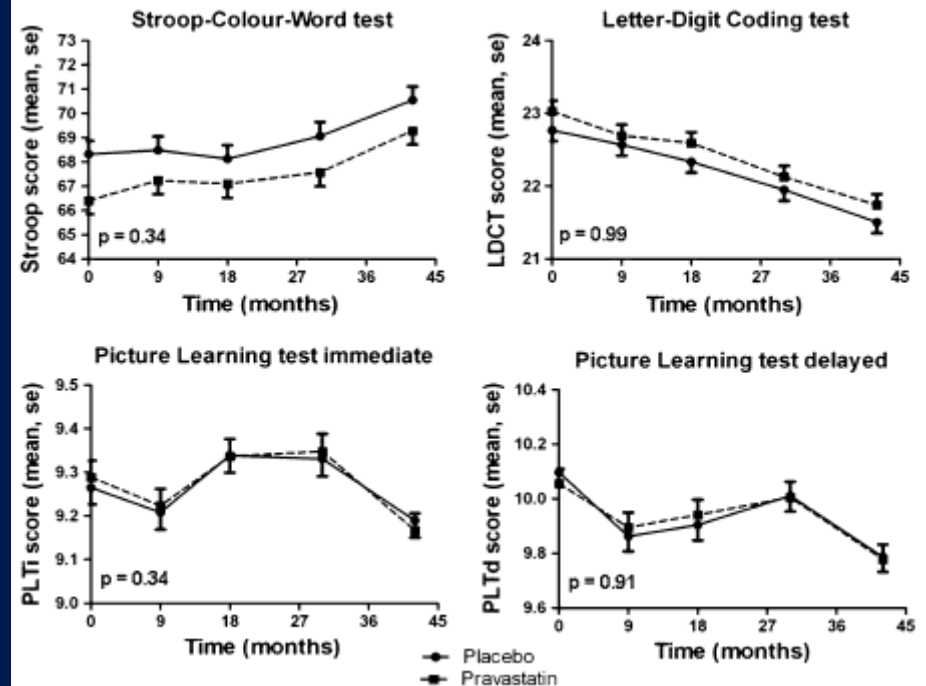 Stroop-Colour-Word test
Stroop score (mean, se)
73
72
71
70
69
68
67
66
65
64
p = 0.34
0 9 18 27 36 45
Time (months)
Letter-Digit Coding test
LDCT score (mean, se)
24
23
22
21
p = 0.99
0 9 18 27 36 45
Time (months)
Picture Learning test immediate
PLTi score (mean, se)
9.5
9.4
9.3
9.2
9.1
9.0
p = 0.34
0 9 18 27 36 45
Time (months)
Picture Learning test delayed
PLTd score (mean, se)
10.4
10.2
10.0
9.8
9.6
p = 0.91
0 9 18 27 36 45
Time (months)
Placebo
Pravastatin